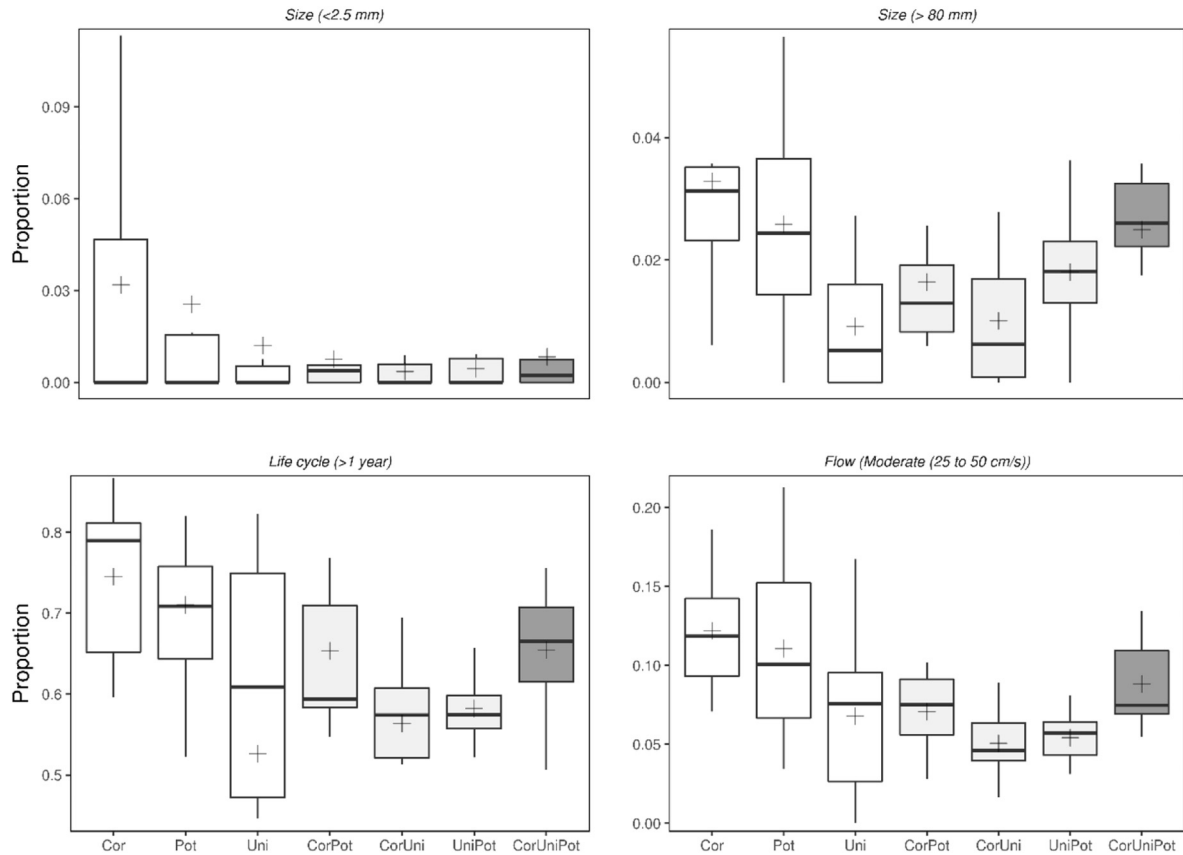 Size (<2.5 mm)
Size (> 80 mm)
Proportion
0.09
0.06
0.03
0.00
0.04
0.02
0.00
Life cycle (>1 year)
Flow (Moderate (25 to 50 cm/s))
Proportion
0.8
0.7
0.6
0.5
0.20
0.15
0.10
0.05
0.00
Cor Pot Uni CorPot CorUni UniPot CorUniPot
Cor Pot Uni CorPot CorUni UniPot CorUniPot